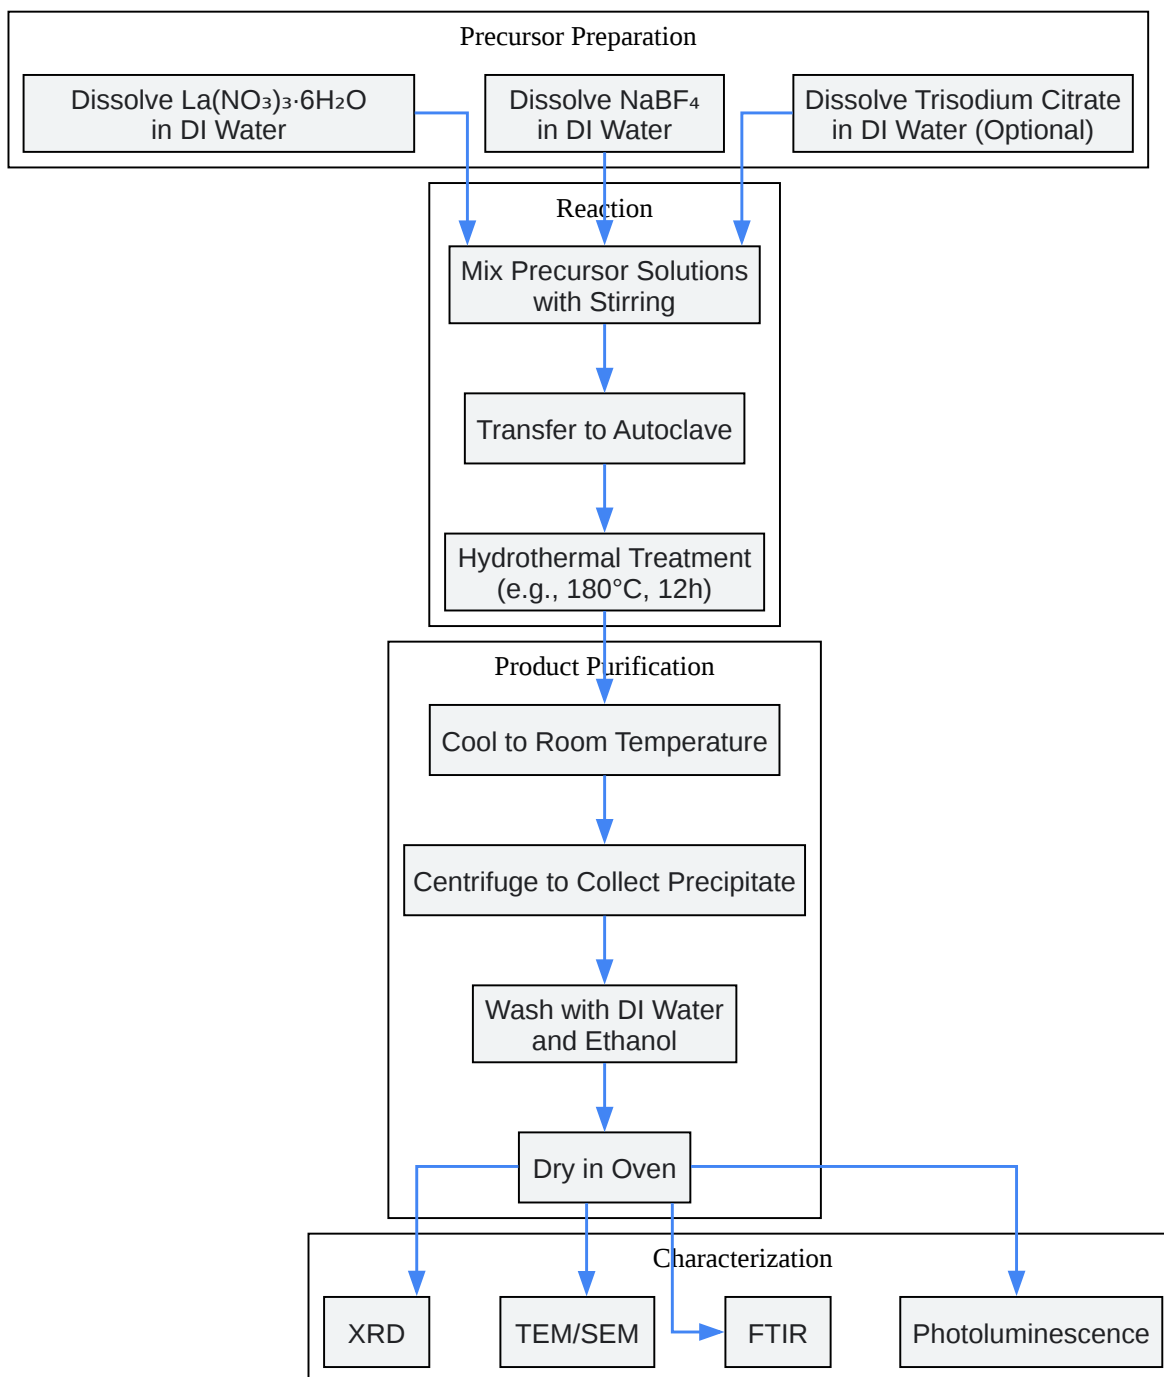 Precursor Preparation
Dissolve La(NO₃)₃·6H₂O
in DI Water
Dissolve NaBF₄
in DI Water
Dissolve Trisodium Citrate
in DI Water (Optional)
Reaction
Mix Precursor Solutions
with Stirring
Transfer to Autoclave
Hydrothermal Treatment
(e.g., 180°C, 12h)
Product Purification
Cool to Room Temperature
Centrifuge to Collect Precipitate
Wash with DI Water
and Ethanol
Dry in Oven
Characterization
XRD
TEM/SEM
FTIR
Photoluminescence